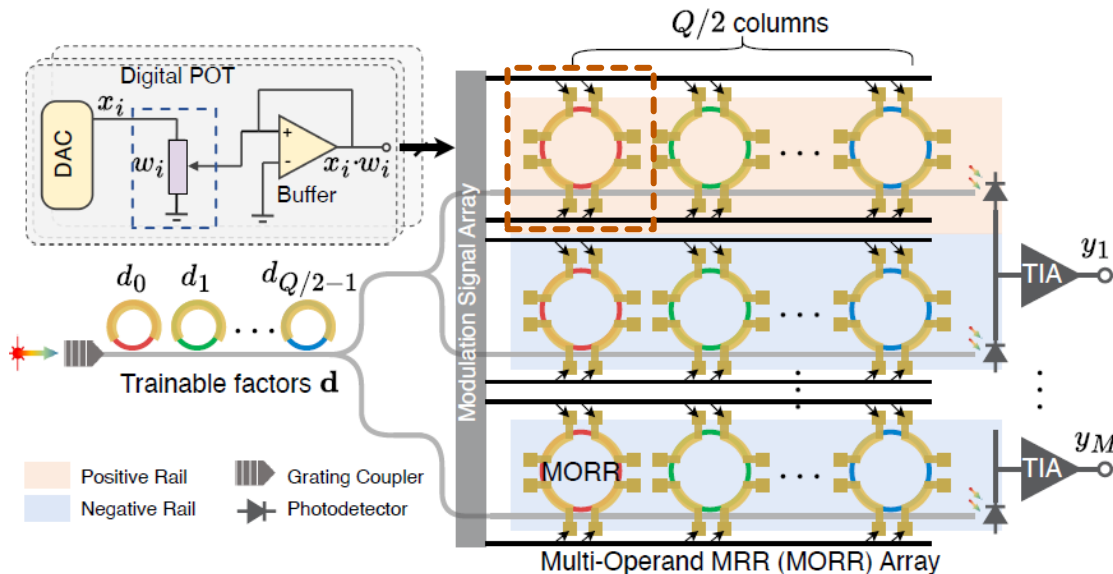 Q/2 columns
Digital POT
DAC
x_i
w_i
+
-
x_i·w_i
Buffer
Modulation Signal Array
d_0 d_1 ... d_{Q/2-1}
Trainable factors d
...
...
MORR ...
TIA
y_1
TIA
y_M
Positive Rail
Negative Rail
Grating Coupler
Photodetector
Multi-Operand MRR (MORR) Array